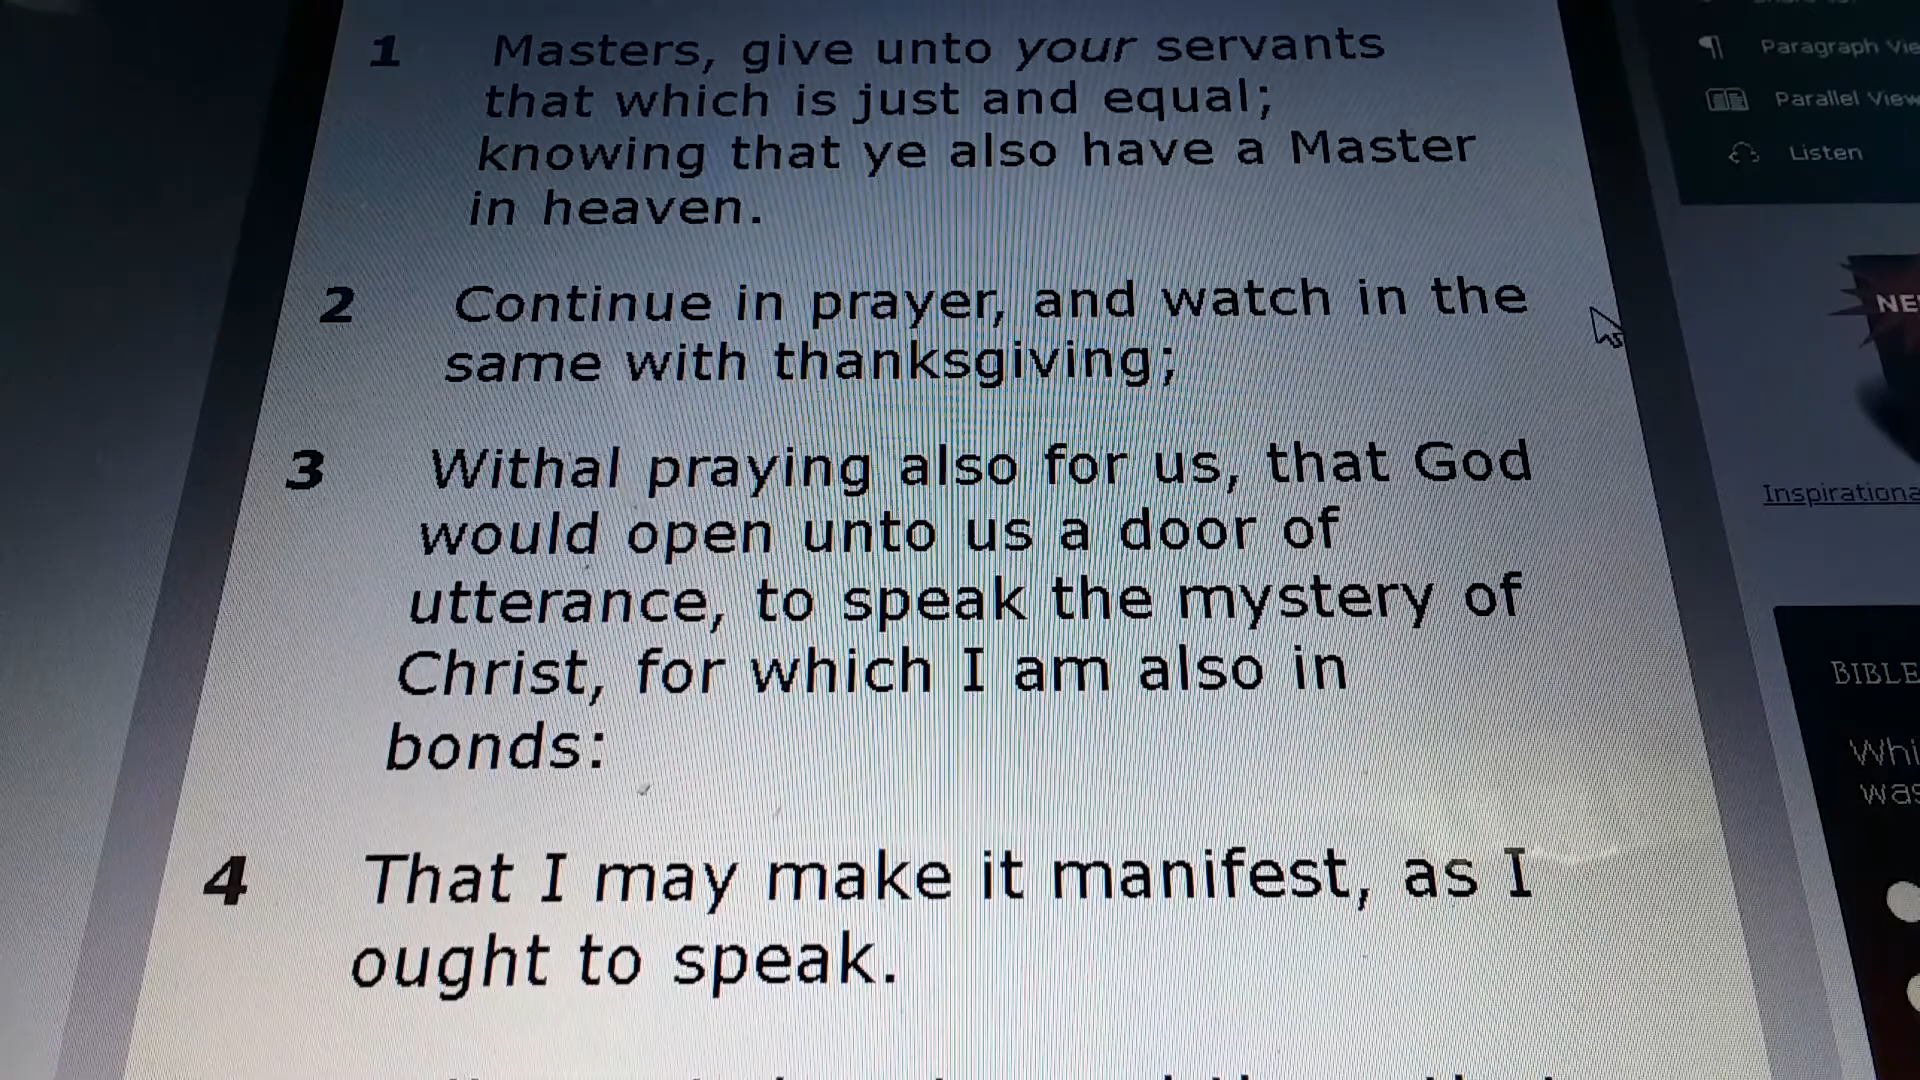 1 Masters, give unto your servants
that which is just and equal;
knowing that ye also have a Master
in heaven.
2 Continue in prayer, and watch in the
same with thanksgiving;
3 Withal praying also for us, that God
would open unto us a door of
utterance, to speak the mystery of
Christ, for which I am also in
bonds:
4 That I may make it manifest, as I
ought to speak.
Paragraph
Parallel View
Listen
BIBLE